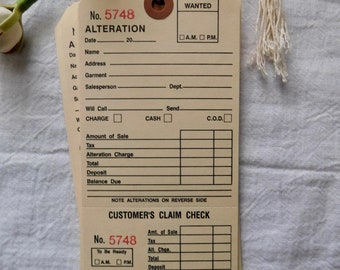 No. 5748
WANTED
ALTERATION
Date 20
A.M. P.M.
Name
Address
Garment
Salesperson Dept.
Will Call Send
CHARGE CASH C.O.D.
Amount of Sale
Tax
Alteration Charge
Total
Deposit
Balance Due
NOTE ALTERATIONS ON REVERSE SIDE
CUSTOMER'S CLAIM CHECK
No. 5748
To Be Ready
A.M. P.M.
Amt. of Sale
Tax
Alt. Chge.
Total
Deposit